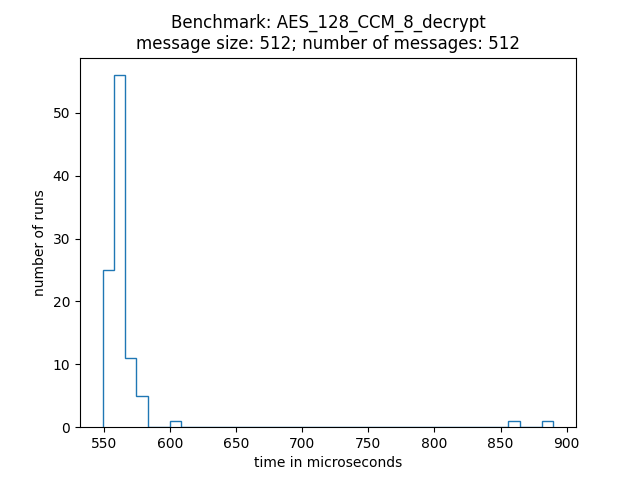 Benchmark: AES_128_CCM_8_decrypt
message size: 512; number of messages: 512
number of runs
50
40
30
20
10
0
550 600 650 700 750 800 850 900
time in microseconds